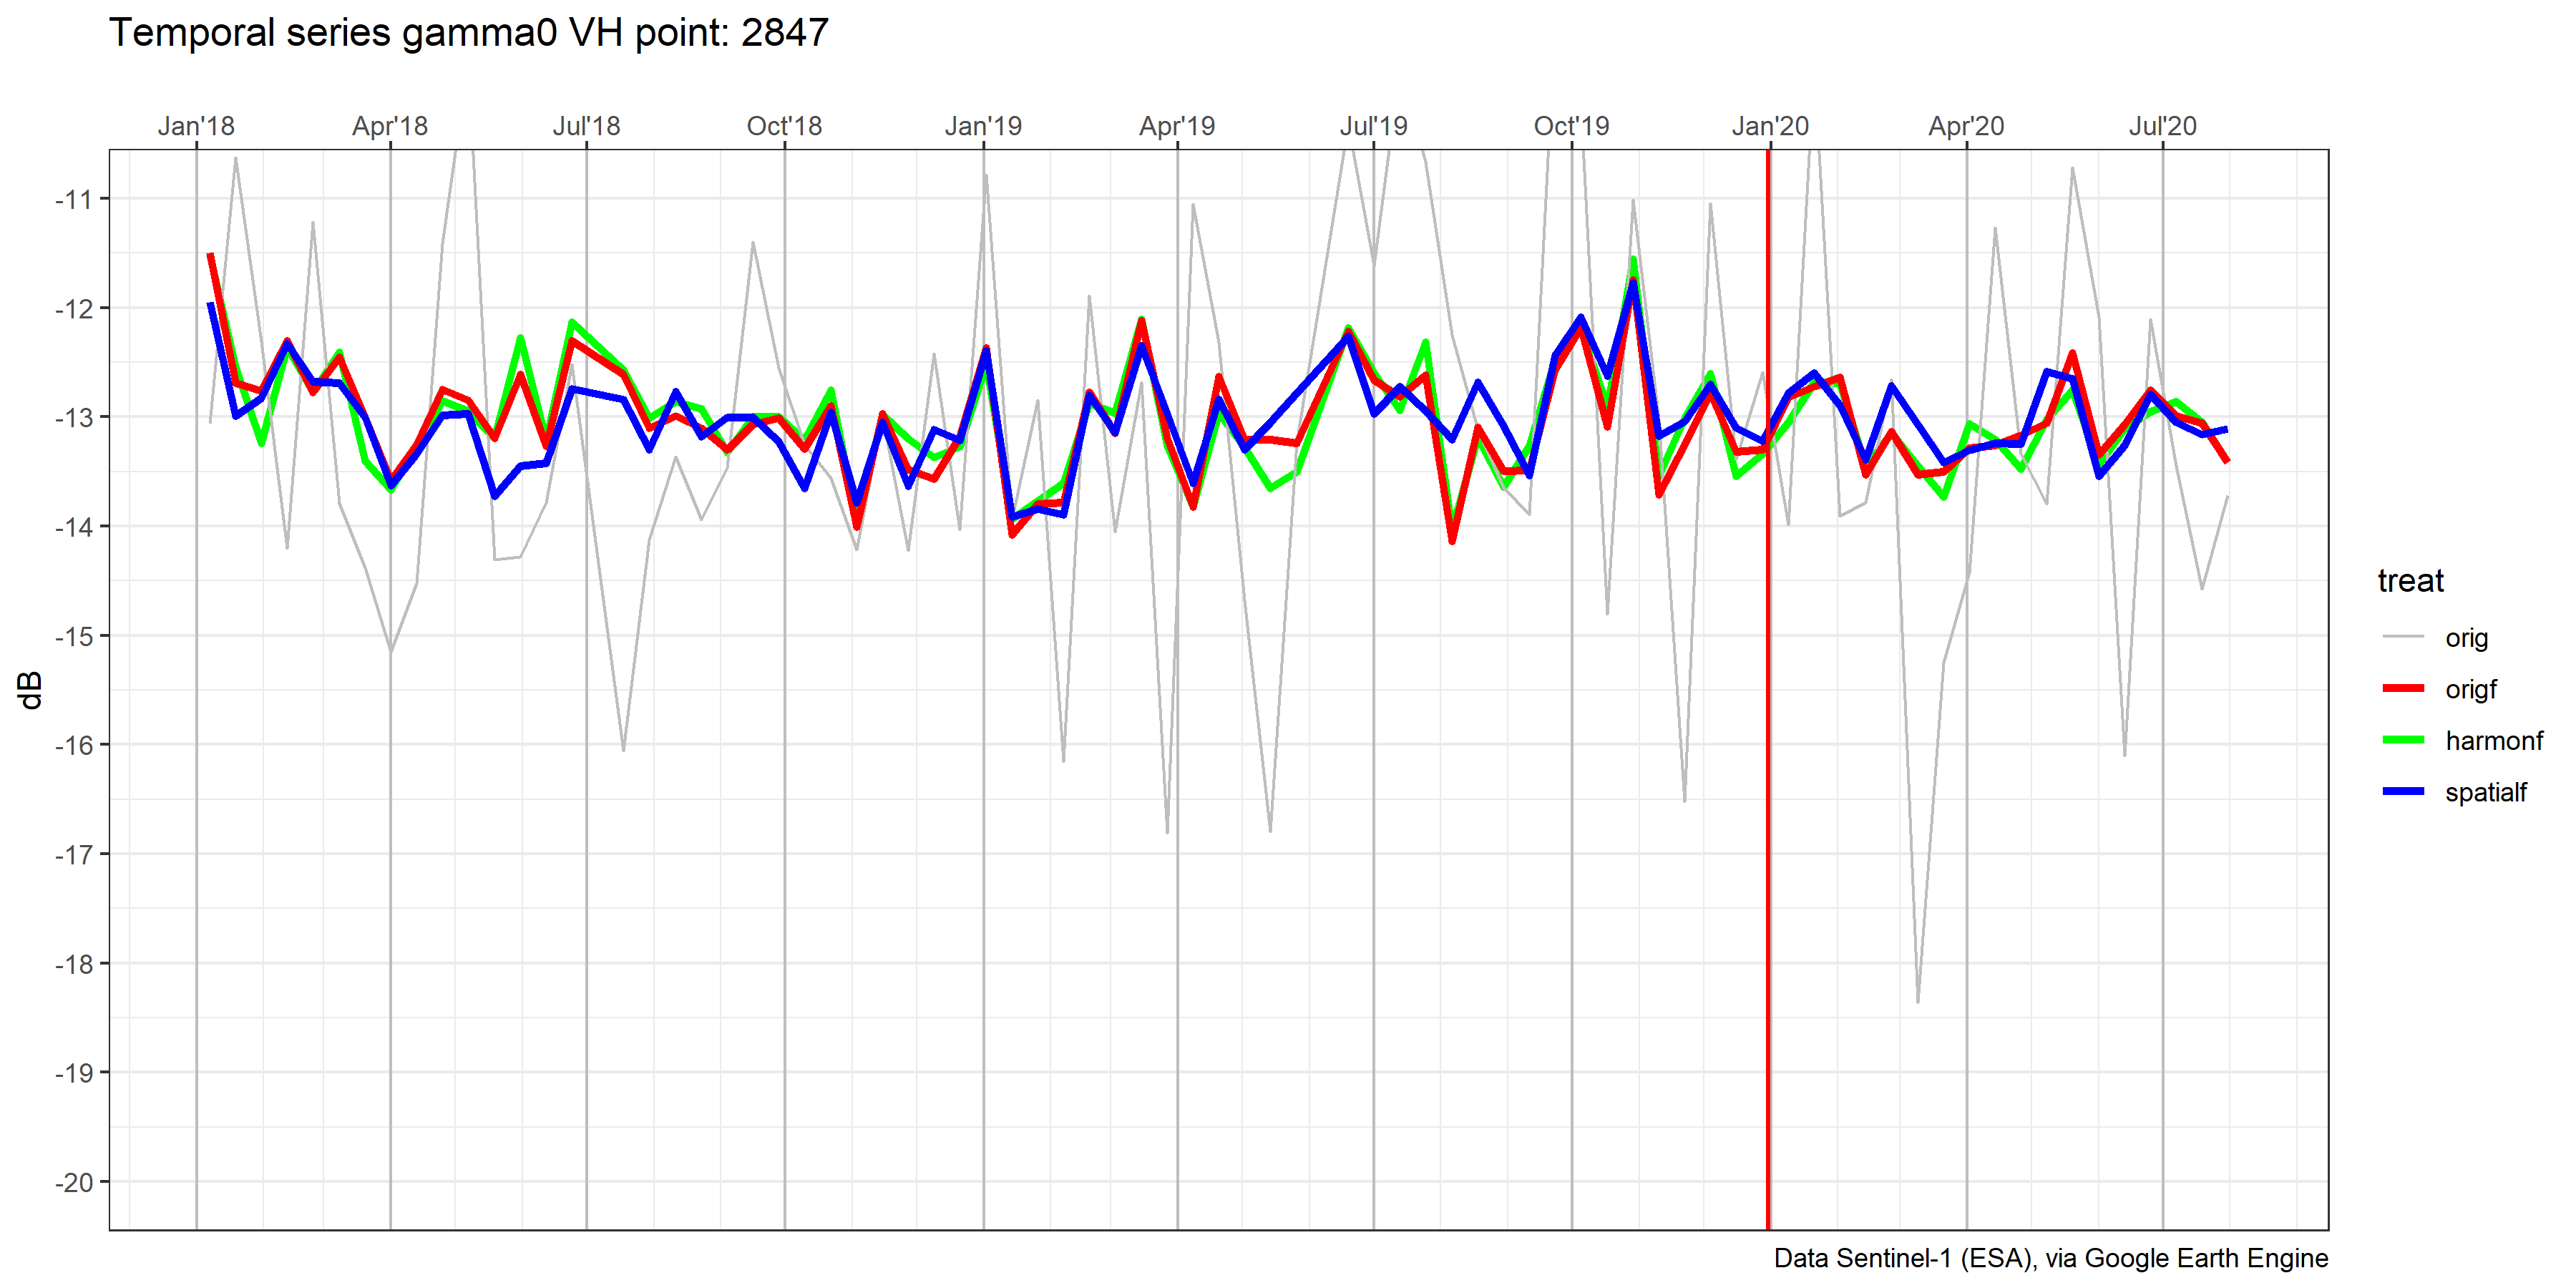 Temporal series gamma0 VH point: 2847
Jan'18 Apr'18 Jul'18 Oct'18 Jan'19 Apr'19 Jul'19 Oct'19 Jan'20 Apr'20 Jul'20
-11
-12
-13
-14
-15
-16
-17
-18
-19
-20
dB
treat
orig
origf
harmonf
spatialf
Data Sentinel-1 (ESA), via Google Earth Engine